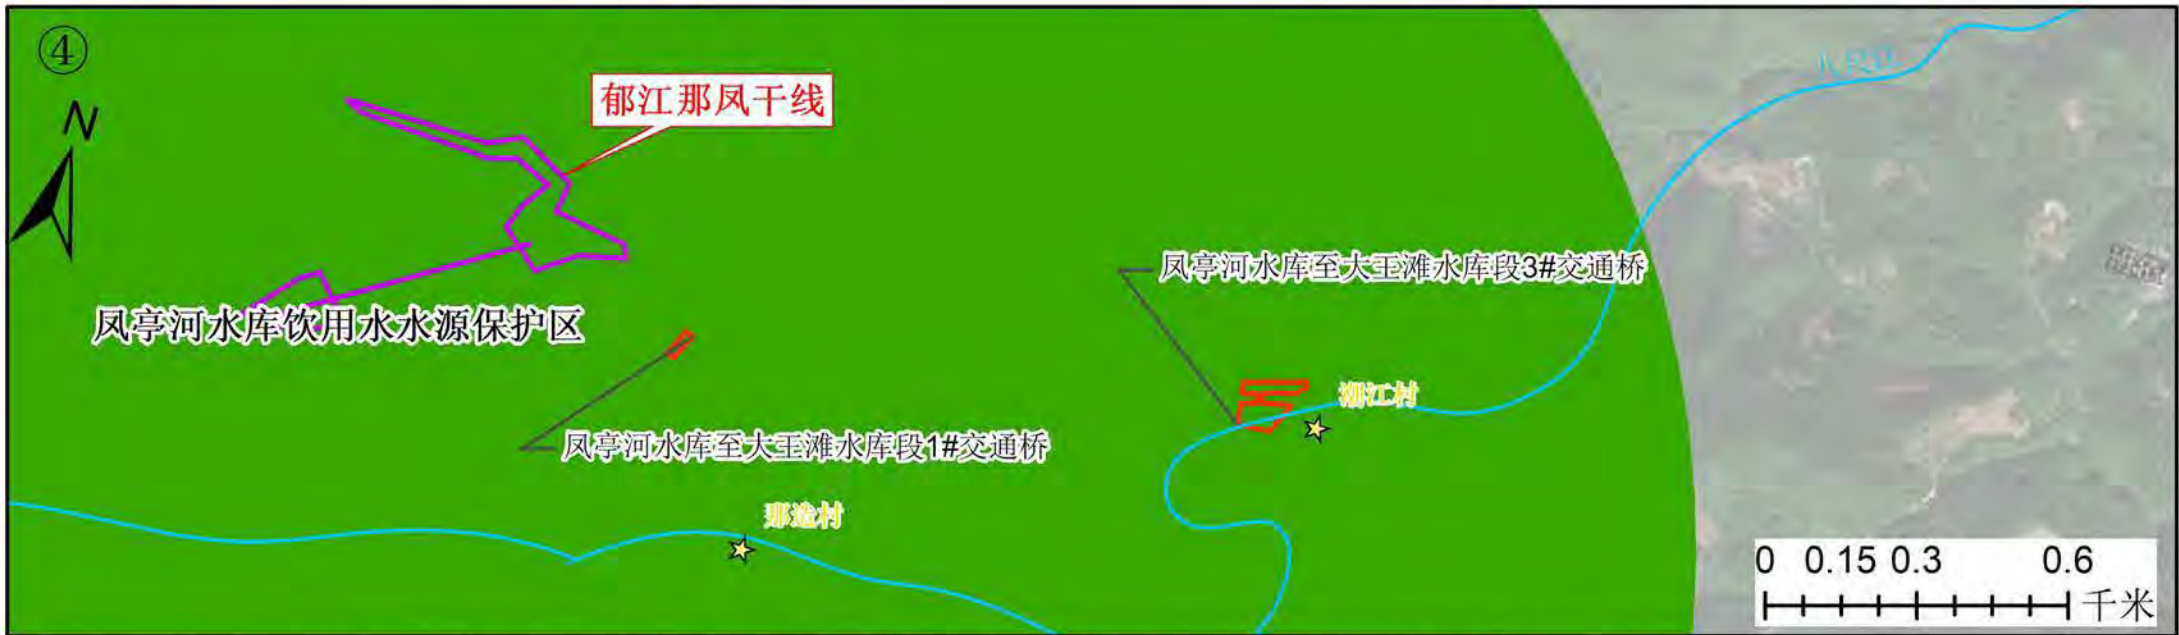 ④
N
郁江那凤干线
凤亭河水库至大王滩水库段3#交通桥
凤亭河水库饮用水水源保护区
潮江村
凤亭河水库至大王滩水库段1#交通桥
那造村
0 0.15 0.3 0.6
千米